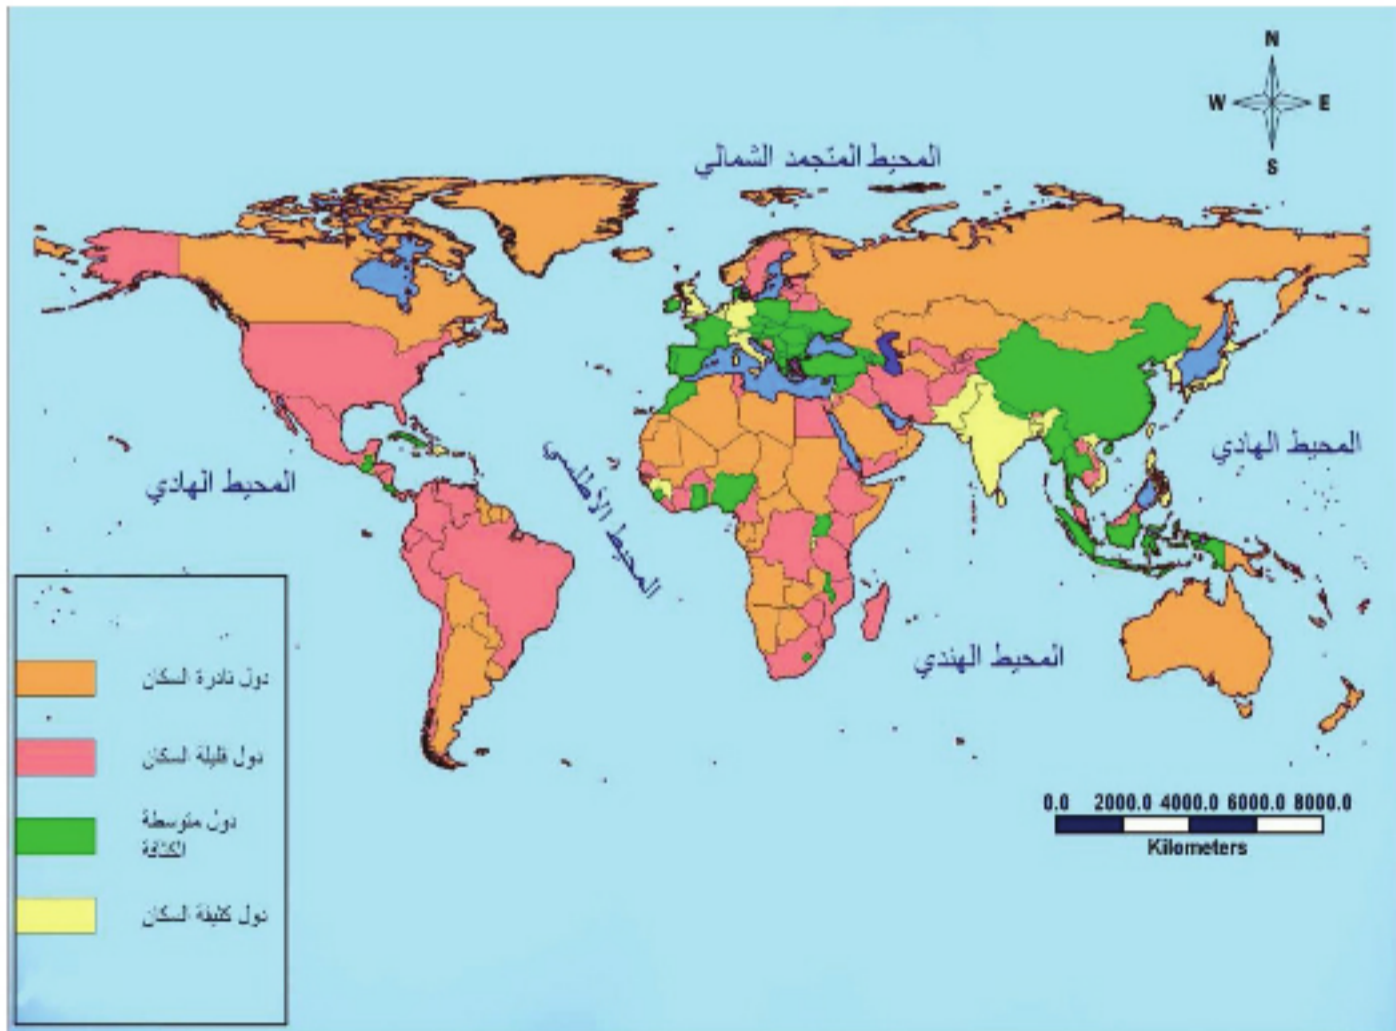 N
W E
S
المحيط المتجمد الشمالي
المحيط الهادي
المحيط الهادي
المحيط الأطلسي
المحيط الهندي
دول نادرة السكان
دول قليلة السكان
دول متوسطة
الكثافة
دول كثيفة السكان
0.0 2000.0 4000.0 6000.0 8000.0
Kilometers